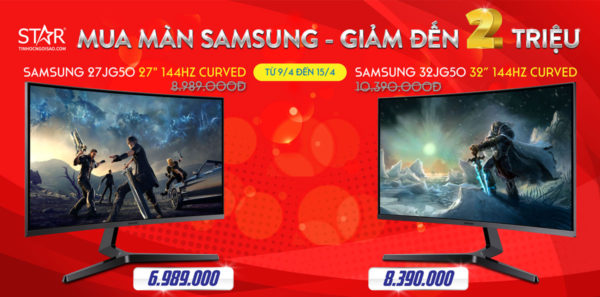 STAR
TINHOCNGOISAO.COM
MUA MÀN SAMSUNG - GIẢM ĐẾN 2 TRIỆU
SAMSUNG 27JG50 27" 144HZ CURVED
8.989.000Đ
TỪ 9/4 ĐẾN 15/4
SAMSUNG 32JG50 32" 144HZ CURVED
10.390.000Đ
6.989.000
8.390.000